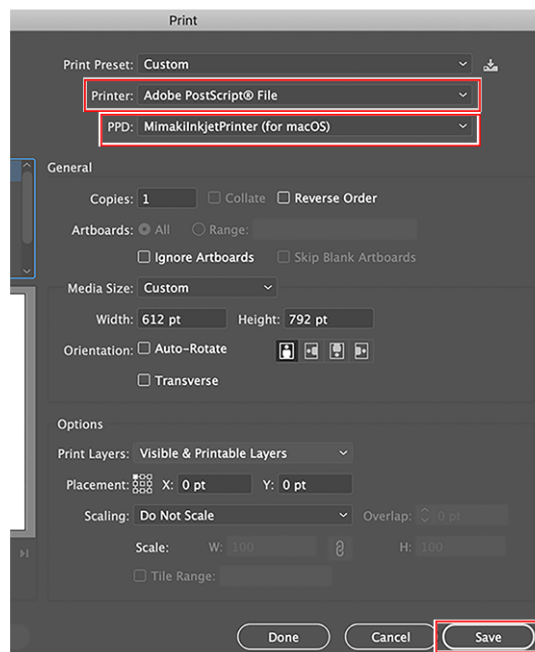 Print
Print Preset: Custom
Printer: Adobe PostScript® File
PPD: MimakiInkjetPrinter (for macOS)
General
Copies: 1 Collate Reverse Order
Artboards: All Range:
Ignore Artboards Skip Blank Artboards
Media Size: Custom
Width: 612 pt Height: 792 pt
Orientation: Auto-Rotate
Transverse
Options
Print Layers: Visible & Printable Layers
Placement: X: 0 pt Y: 0 pt
Scaling: Do Not Scale Overlap: 0 pt
Scale: W: 100 H: 100
Tile Range:
Done Cancel Save